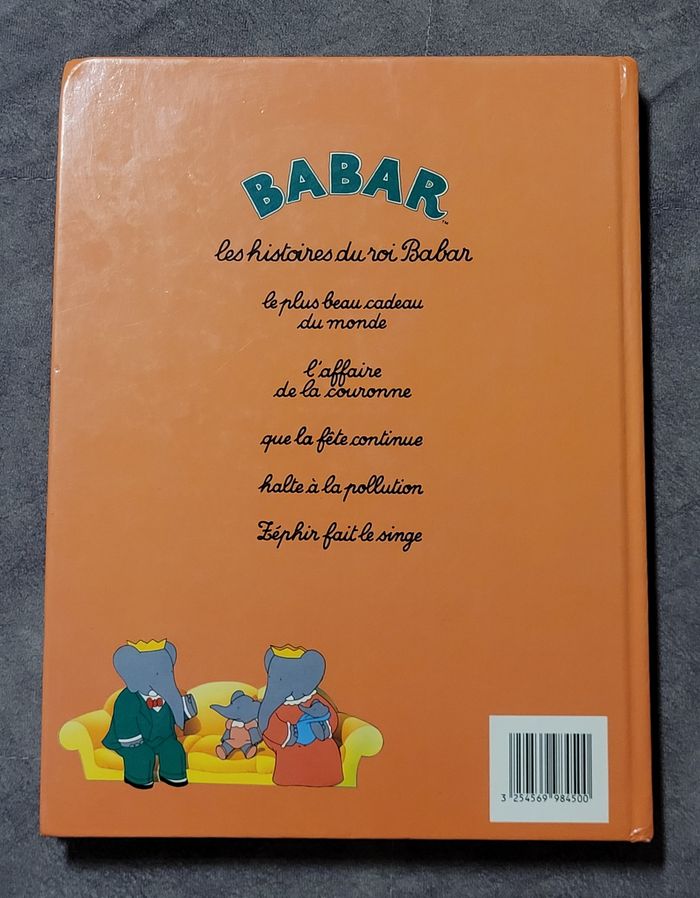 BABAR™
les histoires du roi Babar
le plus beau cadeau
du monde
l'affaire
de la couronne
que la fête continue
halte à la pollution
Zéphir fait le singe
3 254569 984500